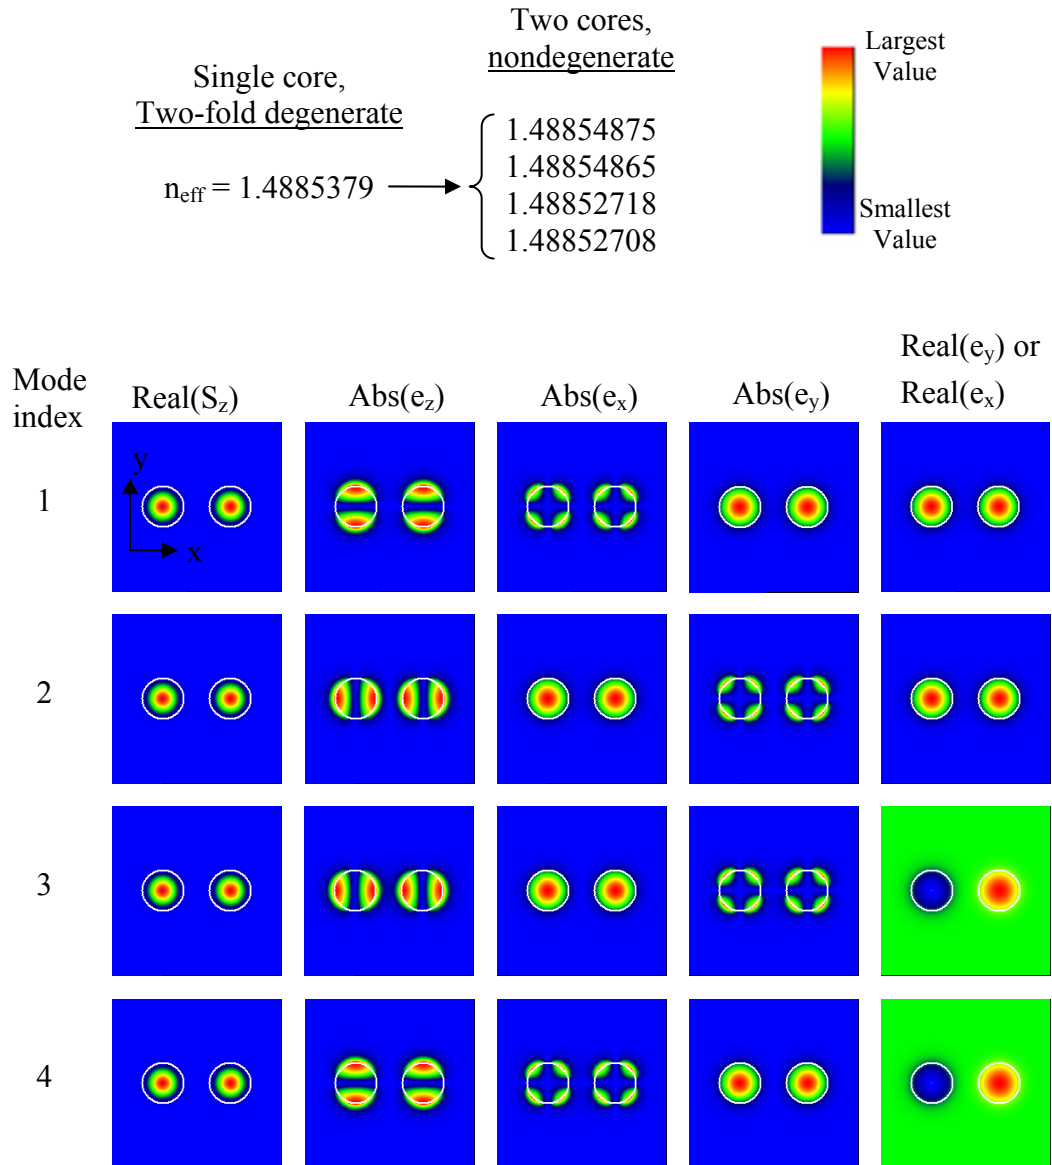 Single core,
Two-fold degenerate
n_eff = 1.4885379
Two cores,
nondegenerate
1.48854875
1.48854865
1.48852718
1.48852708
Largest
Value
Smallest
Value
Mode
index
Real(S_z)
Abs(e_z)
Abs(e_x)
Abs(e_y)
Real(e_y) or
Real(e_x)
1
y
x
2
3
4